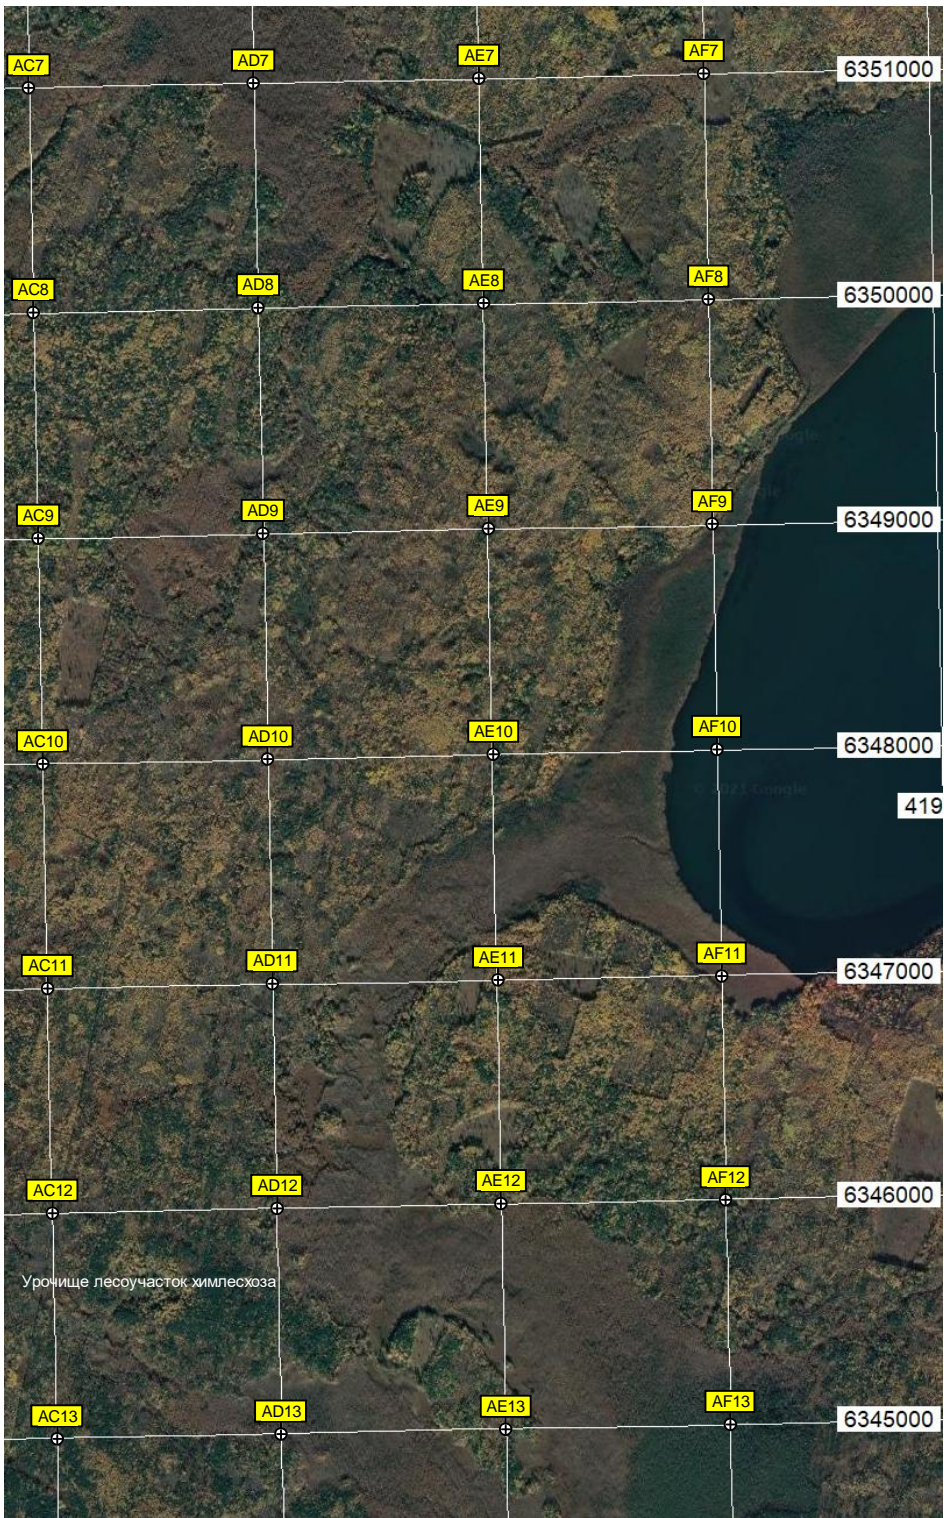 AC7 AD7 AE7 AF7 6351000
AC8 AD8 AE8 AF8 6350000
AC9 AD9 AE9 AF9 6349000
AC10 AD10 AE10 AF10 6348000
© 2021 Google
419
AC11 AD11 AE11 AF11 6347000
AC12 AD12 AE12 AF12 6346000
Урочище лесоучасток химлесхоза
AC13 AD13 AE13 AF13 6345000